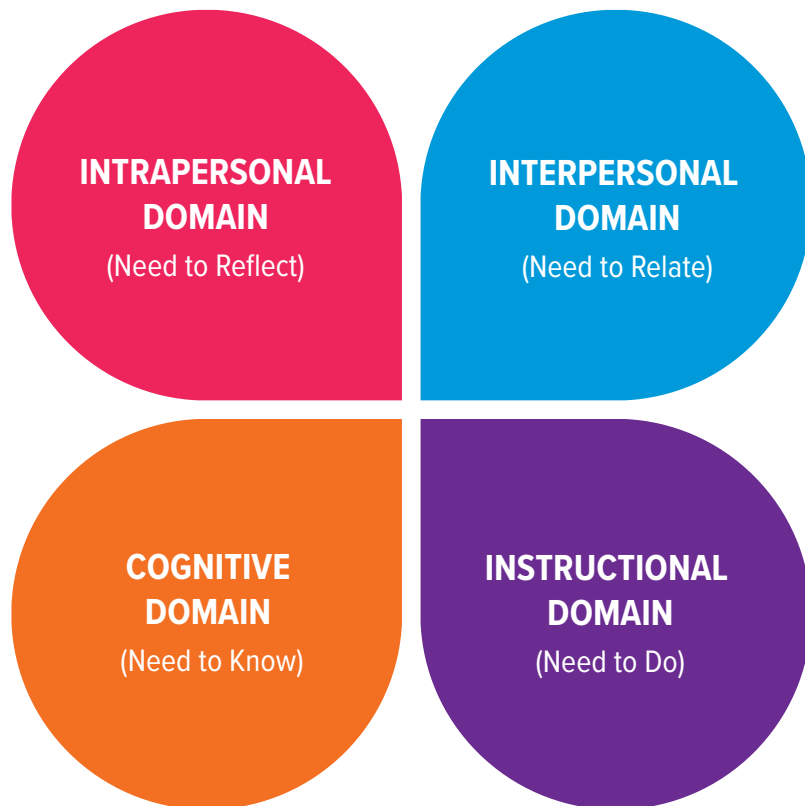 INTRAPERSONAL
DOMAIN
(Need to Reflect)
INTERPERSONAL
DOMAIN
(Need to Relate)
COGNITIVE
DOMAIN
(Need to Know)
INSTRUCTIONAL
DOMAIN
(Need to Do)